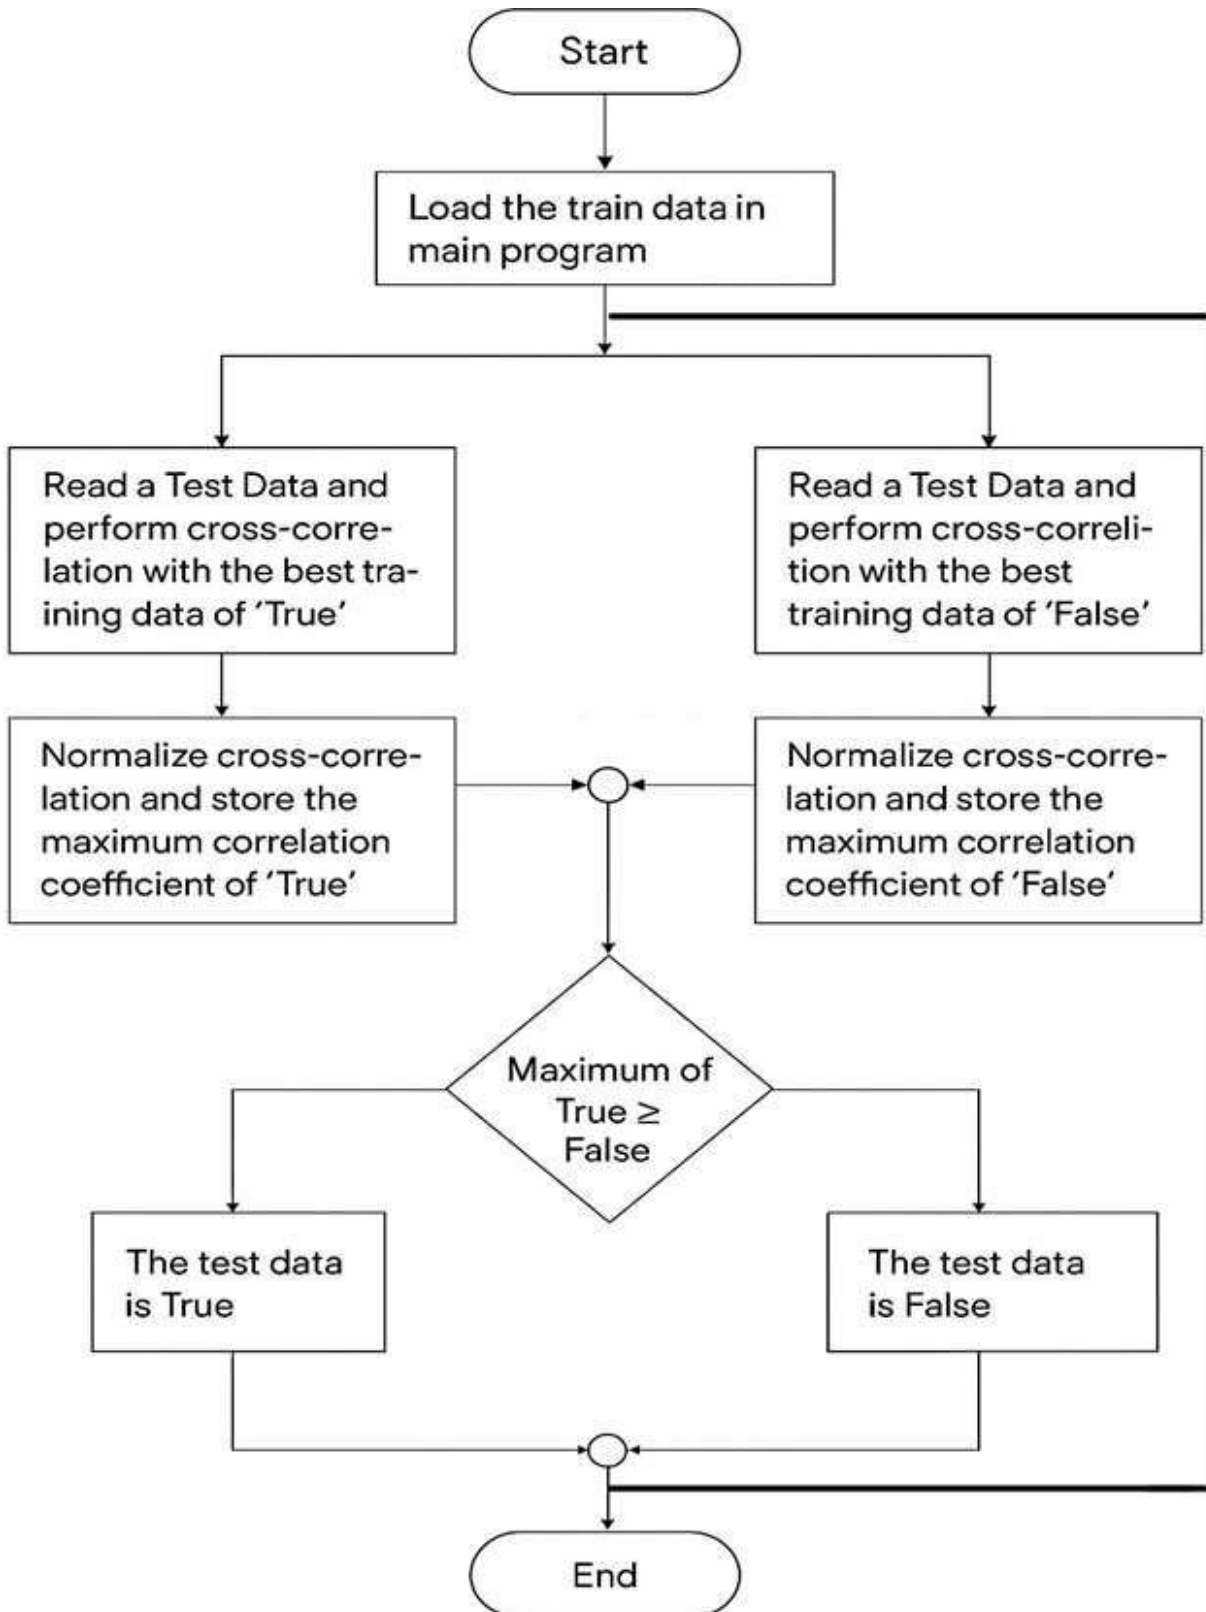 Start
Load the train data in
main program
Read a Test Data and
perform cross-corre-
lation with the best tra-
ining data of ‘True’
Read a Test Data and
perform cross-correli-
tion with the best
training data of ‘False’
Normalize cross-corre-
lation and store the
maximum correlation
coefficient of ‘True’
Normalize cross-corre-
lation and store the
maximum correlation
coefficient of ‘False’
Maximum of
True ≥
False
The test data
is True
The test data
is False
End